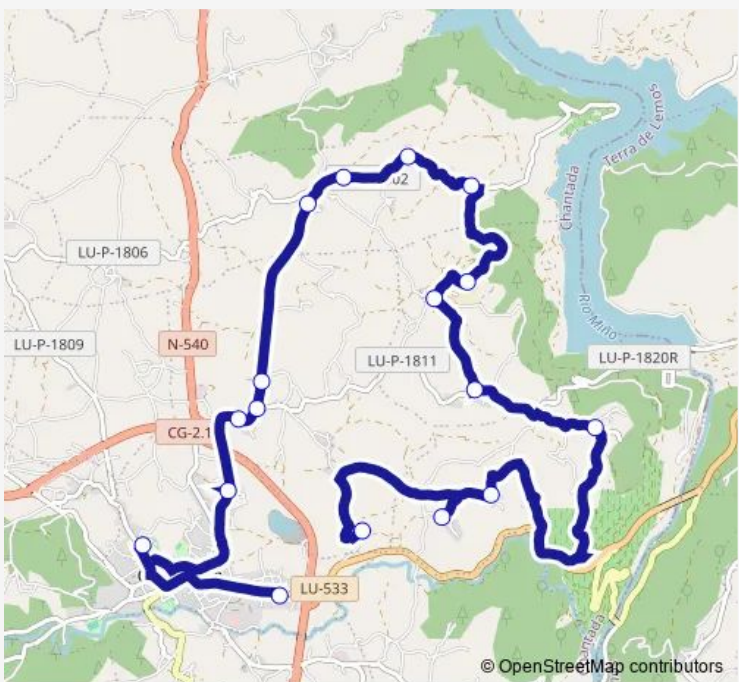 Terra de Lemos
Chantada
LU-P-1806
Río Miño
N-540
LU-P-1809
LU-P-1811
LU-P-1820R
CG-2.1
LU-533
Chantada
© OpenStreetMap contributors